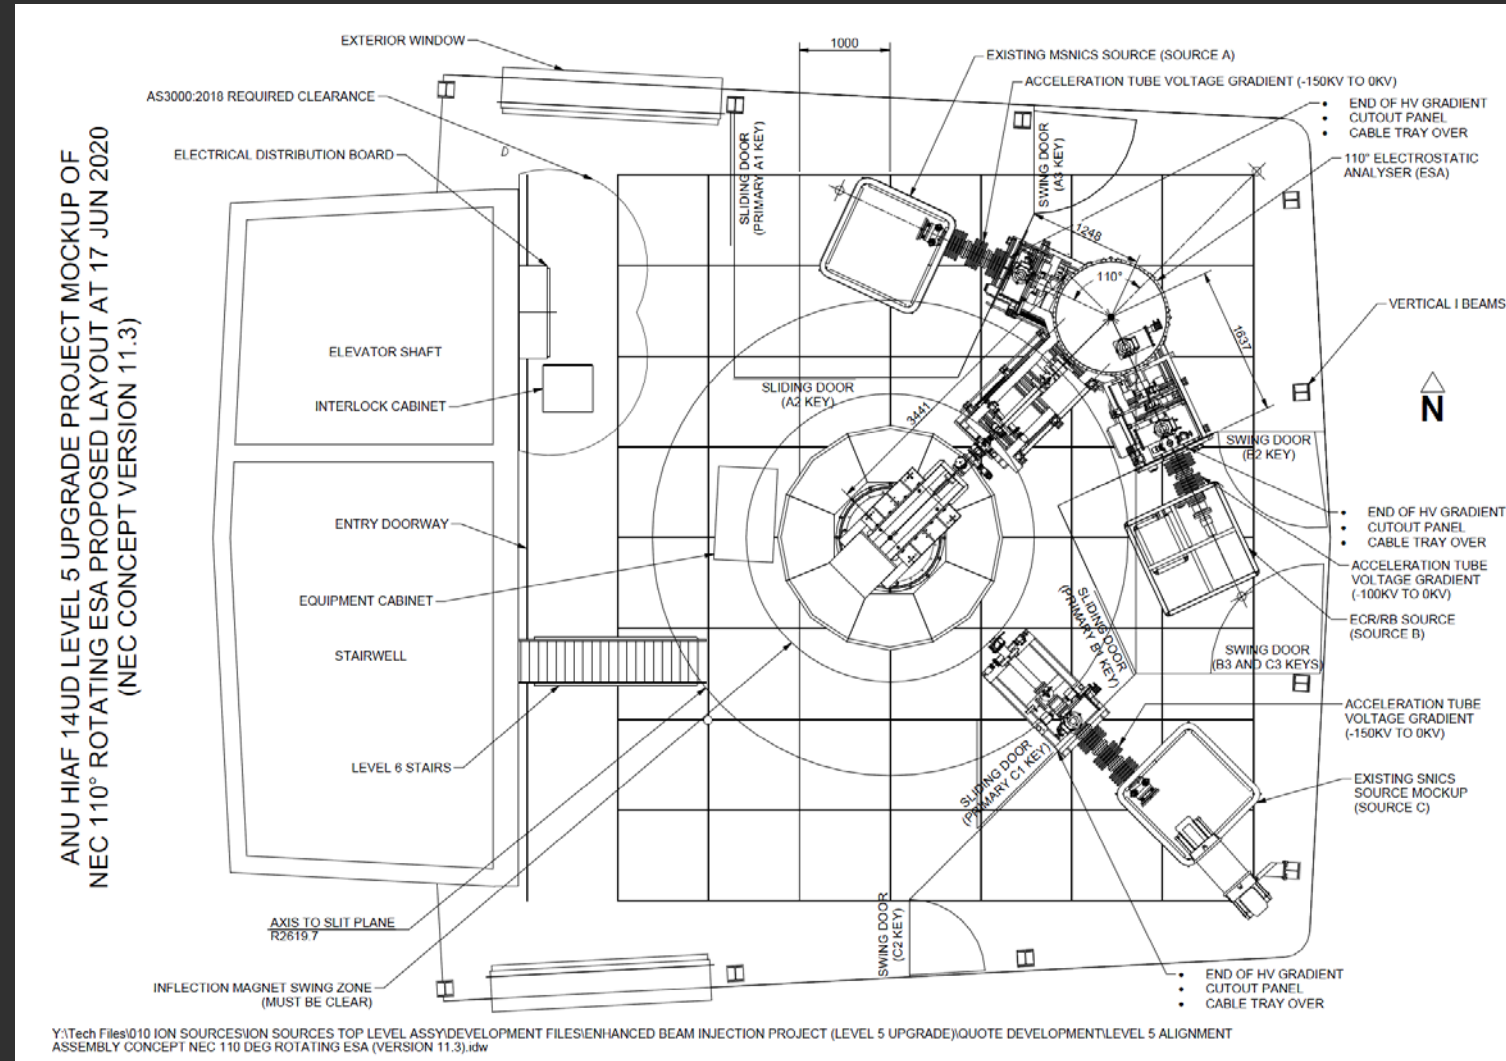 ANU HIAF 14UD LEVEL 5 UPGRADE PROJECT MOCKUP OF
NEC 110° ROTATING ESA PROPOSED LAYOUT AT 17 JUN 2020
(NEC CONCEPT VERSION 11.3)
EXTERIOR WINDOW
AS3000:2018 REQUIRED CLEARANCE
ELECTRICAL DISTRIBUTION BOARD
D
ELEVATOR SHAFT
INTERLOCK CABINET
ENTRY DOORWAY
EQUIPMENT CABINET
STAIRWELL
LEVEL 6 STAIRS
AXIS TO SLIT PLANE
R2619.7
INFLECTION MAGNET SWING ZONE
(MUST BE CLEAR)
1000
SLIDING DOOR
(PRIMARY A1 KEY)
SLIDING DOOR
(A2 KEY)
SWING DOOR
(A3 KEY)
1248
110°
1637
3441
EXISTING MSNICS SOURCE (SOURCE A)
ACCELERATION TUBE VOLTAGE GRADIENT (-150KV TO 0KV)
• END OF HV GRADIENT
• CUTOUT PANEL
• CABLE TRAY OVER
110° ELECTROSTATIC
ANALYSER (ESA)
VERTICAL I BEAMS
N
SWING DOOR
(B2 KEY)
• END OF HV GRADIENT
• CUTOUT PANEL
• CABLE TRAY OVER
ACCELERATION TUBE
VOLTAGE GRADIENT
(-100KV TO 0KV)
ECR/RB SOURCE
(SOURCE B)
SLIDING DOOR
(PRIMARY B1 KEY)
SWING DOOR
(B3 AND C3 KEYS)
ACCELERATION TUBE
VOLTAGE GRADIENT
(-150KV TO 0KV)
SLIDING DOOR
(PRIMARY C1 KEY)
EXISTING SNICS
SOURCE MOCKUP
(SOURCE C)
SWING DOOR
(C2 KEY)
• END OF HV GRADIENT
• CUTOUT PANEL
• CABLE TRAY OVER
Y:\Tech Files\010 ION SOURCES\ION SOURCES TOP LEVEL ASSY\DEVELOPMENT FILES\ENHANCED BEAM INJECTION PROJECT (LEVEL 5 UPGRADE)\QUOTE DEVELOPMENT\LEVEL 5 ALIGNMENT
ASSEMBLY CONCEPT NEC 110 DEG ROTATING ESA (VERSION 11.3).idw